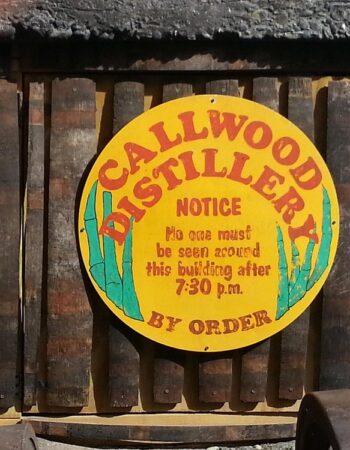 CALLWOOD
DISTILLERY
NOTICE
No one must
be seen around
this building after
7:30 p.m.
BY ORDER